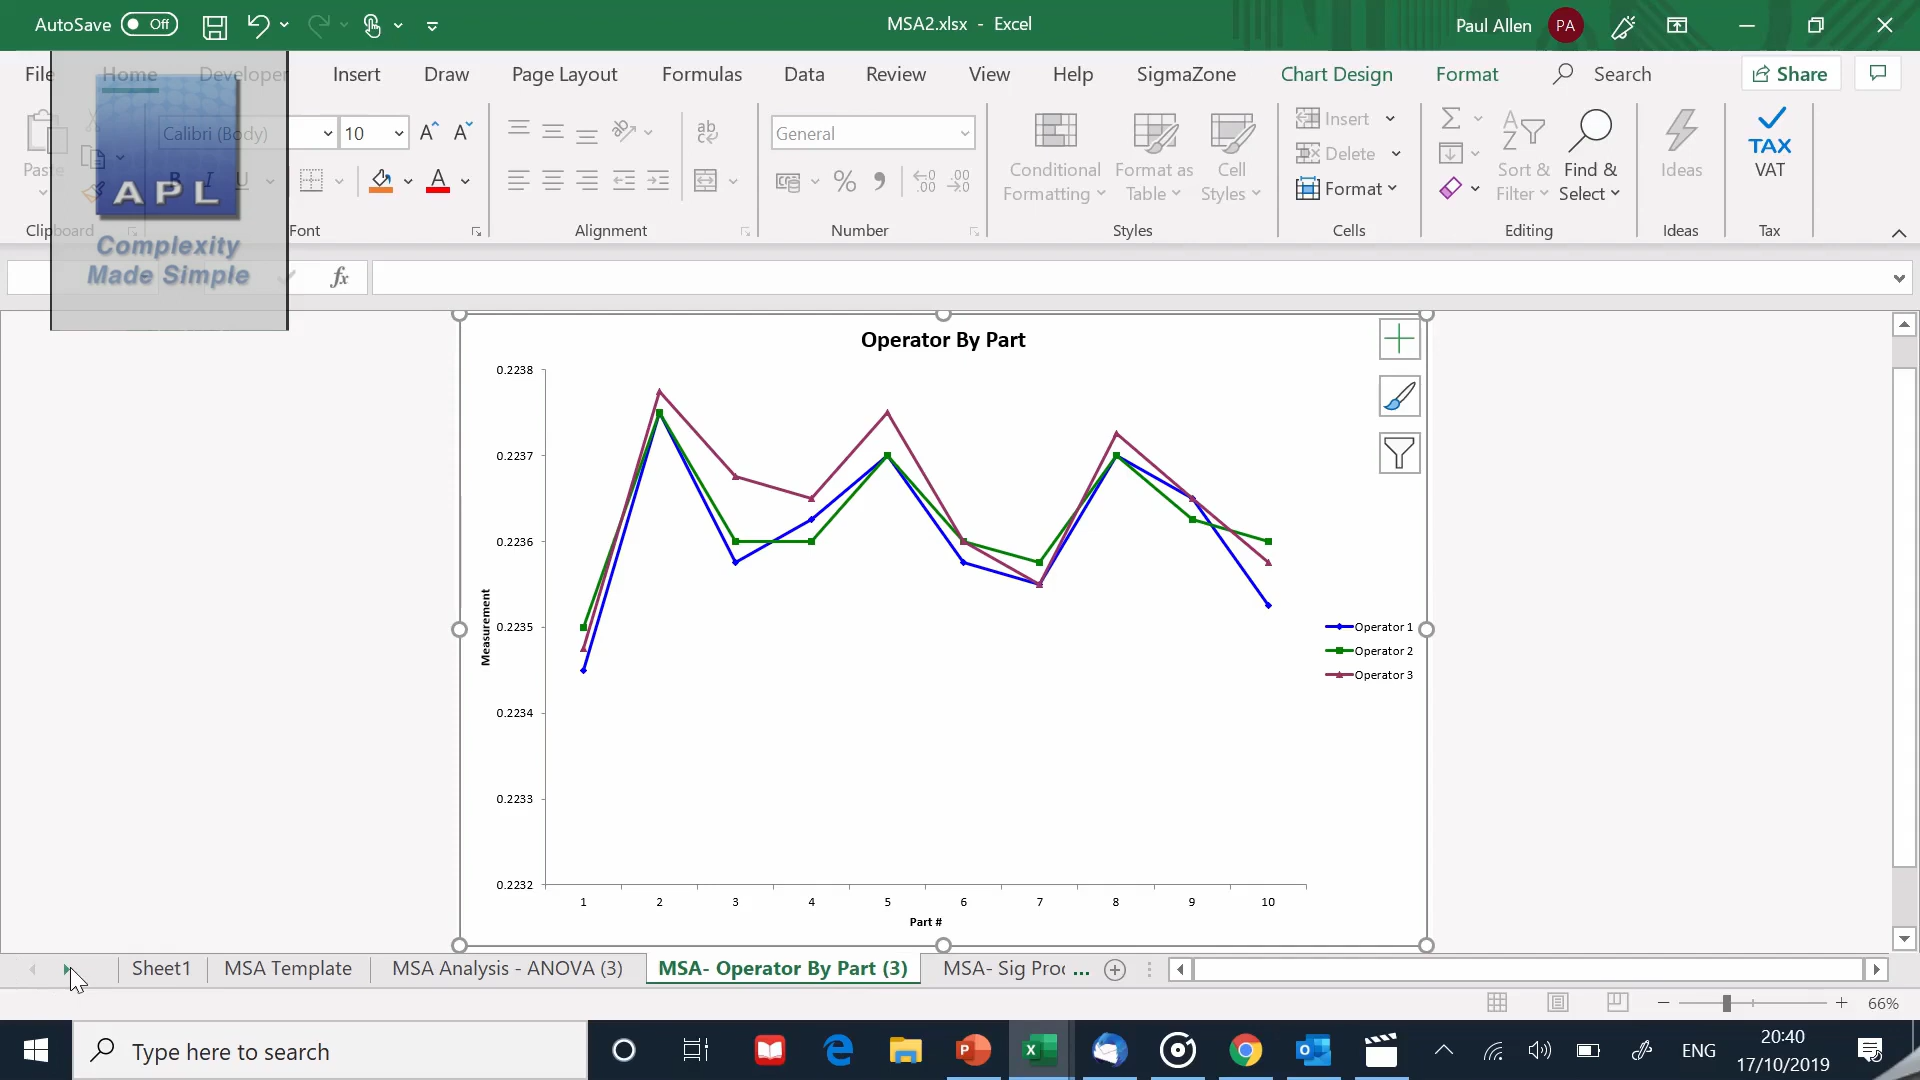 AutoSave Off MSA2.xlsx - Excel Paul Allen PA
File Home Developer Insert Draw Page Layout Formulas Data Review View Help SigmaZone Chart Design Format Search Share
Calibri (Body) 10 A A ab General Insert TAX
Paste B I U A % Conditional Formatting Format as Table Cell Styles Delete Format Sort & Filter Find & Select Ideas VAT
Clipboard Font Alignment Number Styles Cells Editing Ideas Tax
APL
Complexity
Made Simple
fx
Operator By Part
0.2238
0.2237
0.2236
0.2235
0.2234
0.2233
0.2232
Measurement
1 2 3 4 5 6 7 8 9 10
Part #
Operator 1
Operator 2
Operator 3
Sheet1 MSA Template MSA Analysis - ANOVA (3) MSA- Operator By Part (3) MSA- Sig Proc ...
66%
Type here to search ENG 20:40
17/10/2019